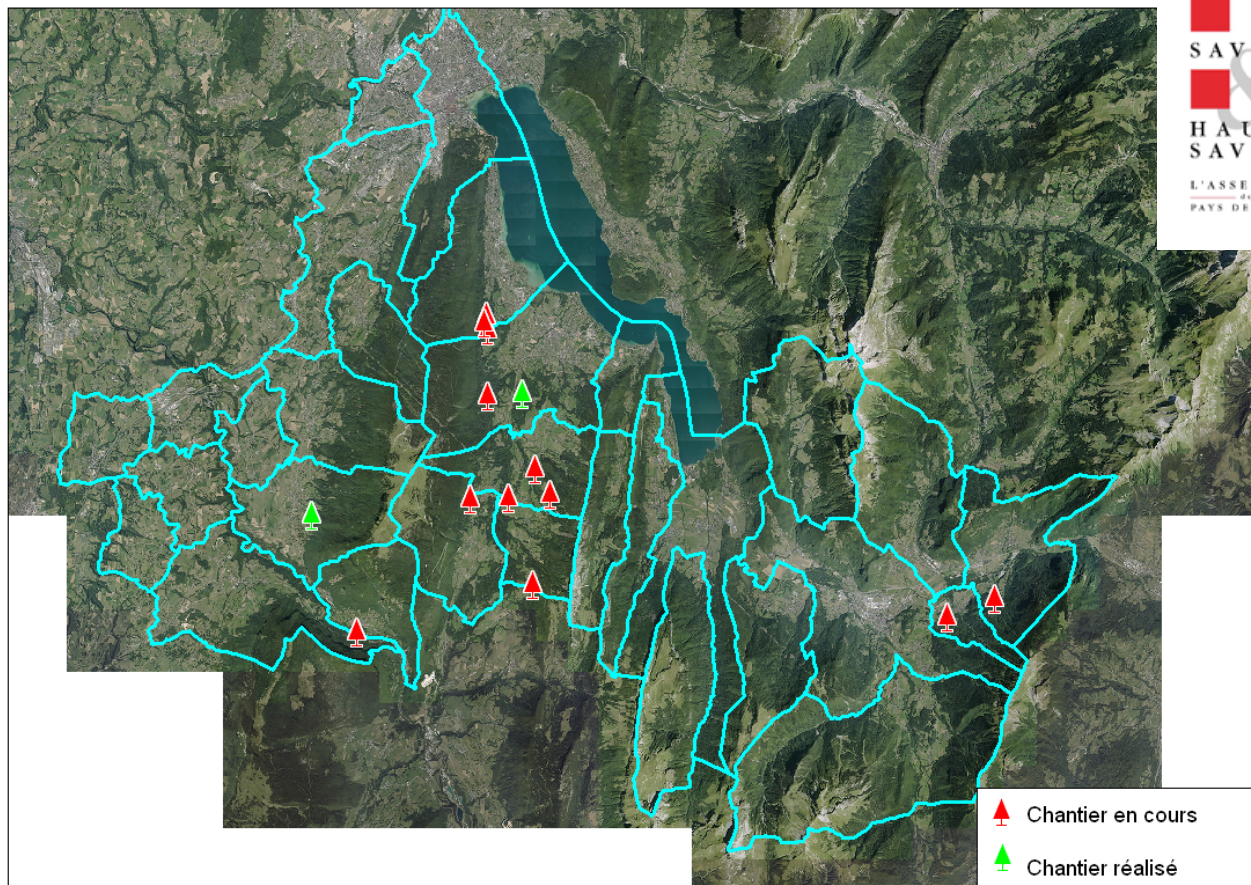 SAV
&
HAU
SAV
L'ASSE
PAYS DE
Chantier en cours
Chantier réalisé